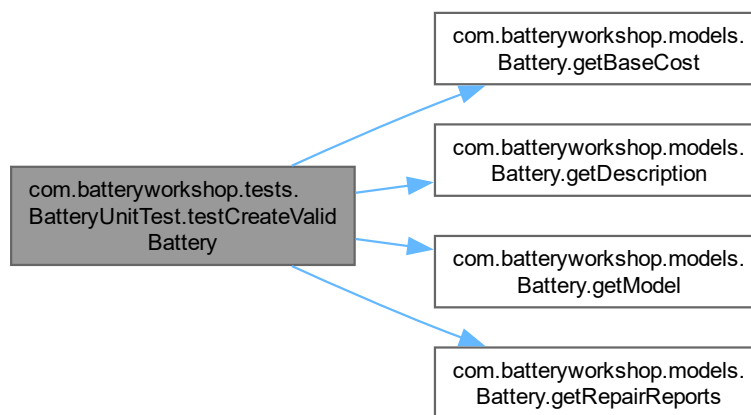 com.batteryworkshop.models.
Battery.getBaseCost
com.batteryworkshop.models.
Battery.getDescription
com.batteryworkshop.tests.
BatteryUnitTest.testCreateValid
Battery
com.batteryworkshop.models.
Battery.getModel
com.batteryworkshop.models.
Battery.getRepairReports